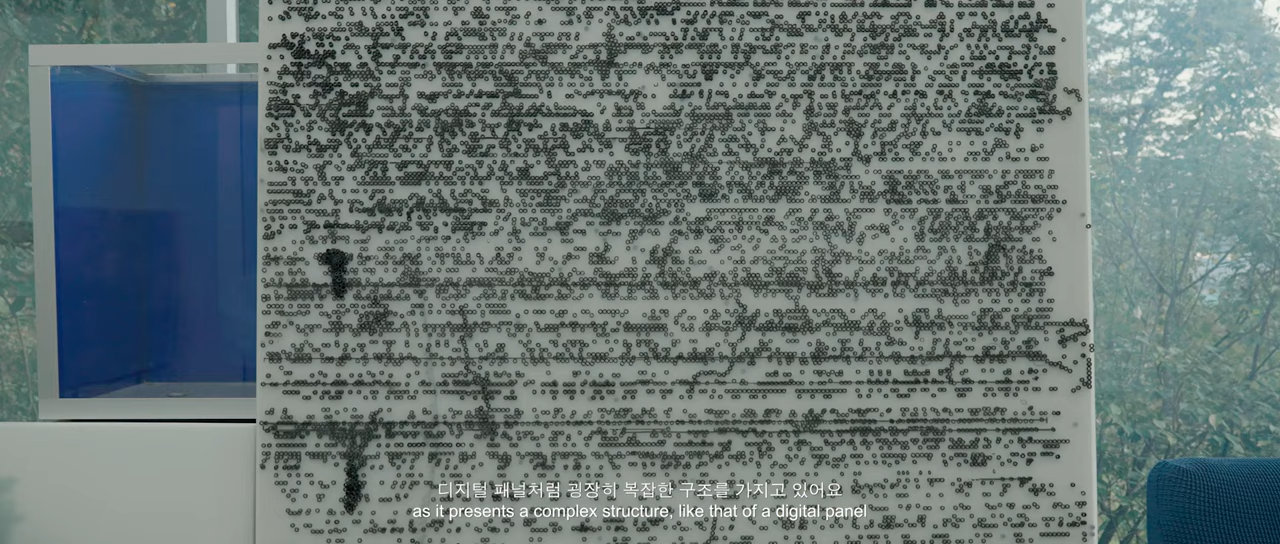 디지털 패널처럼 굉장히 복잡한 구조를 가지고 있어요
as it presents a complex structure, like that of a digital panel